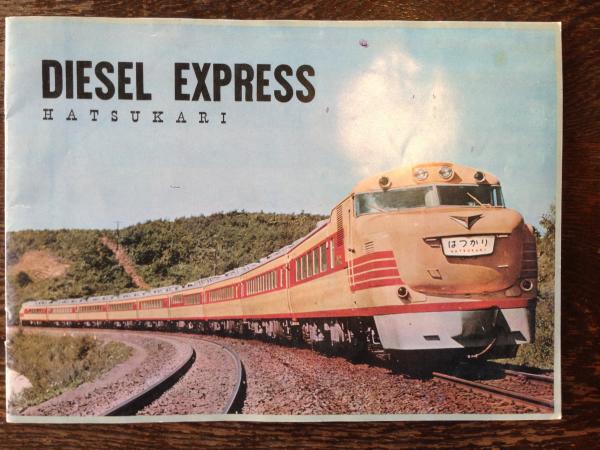 DIESEL EXPRESS
HATSUKARI
はつかり
HATSUKARI